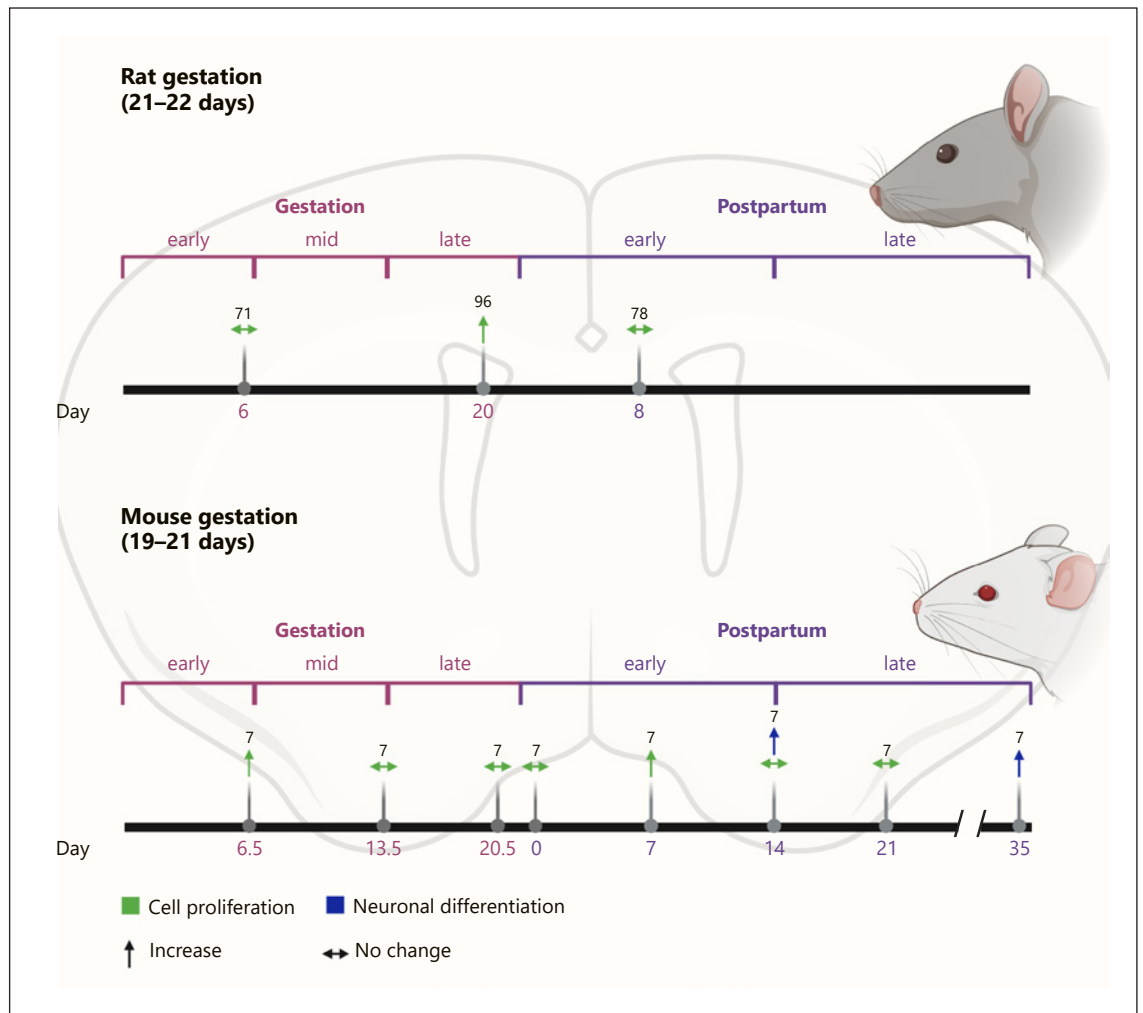 Rat gestation
(21–22 days)
Gestation Postpartum
early mid late early late
71 96 78
Day 6 20 8
Mouse gestation
(19–21 days)
Gestation Postpartum
early mid late early late
7
7 7 7 7 7 7 7
Day 6.5 13.5 20.5 0 7 14 21 35
Cell proliferation Neuronal differentiation
Increase No change